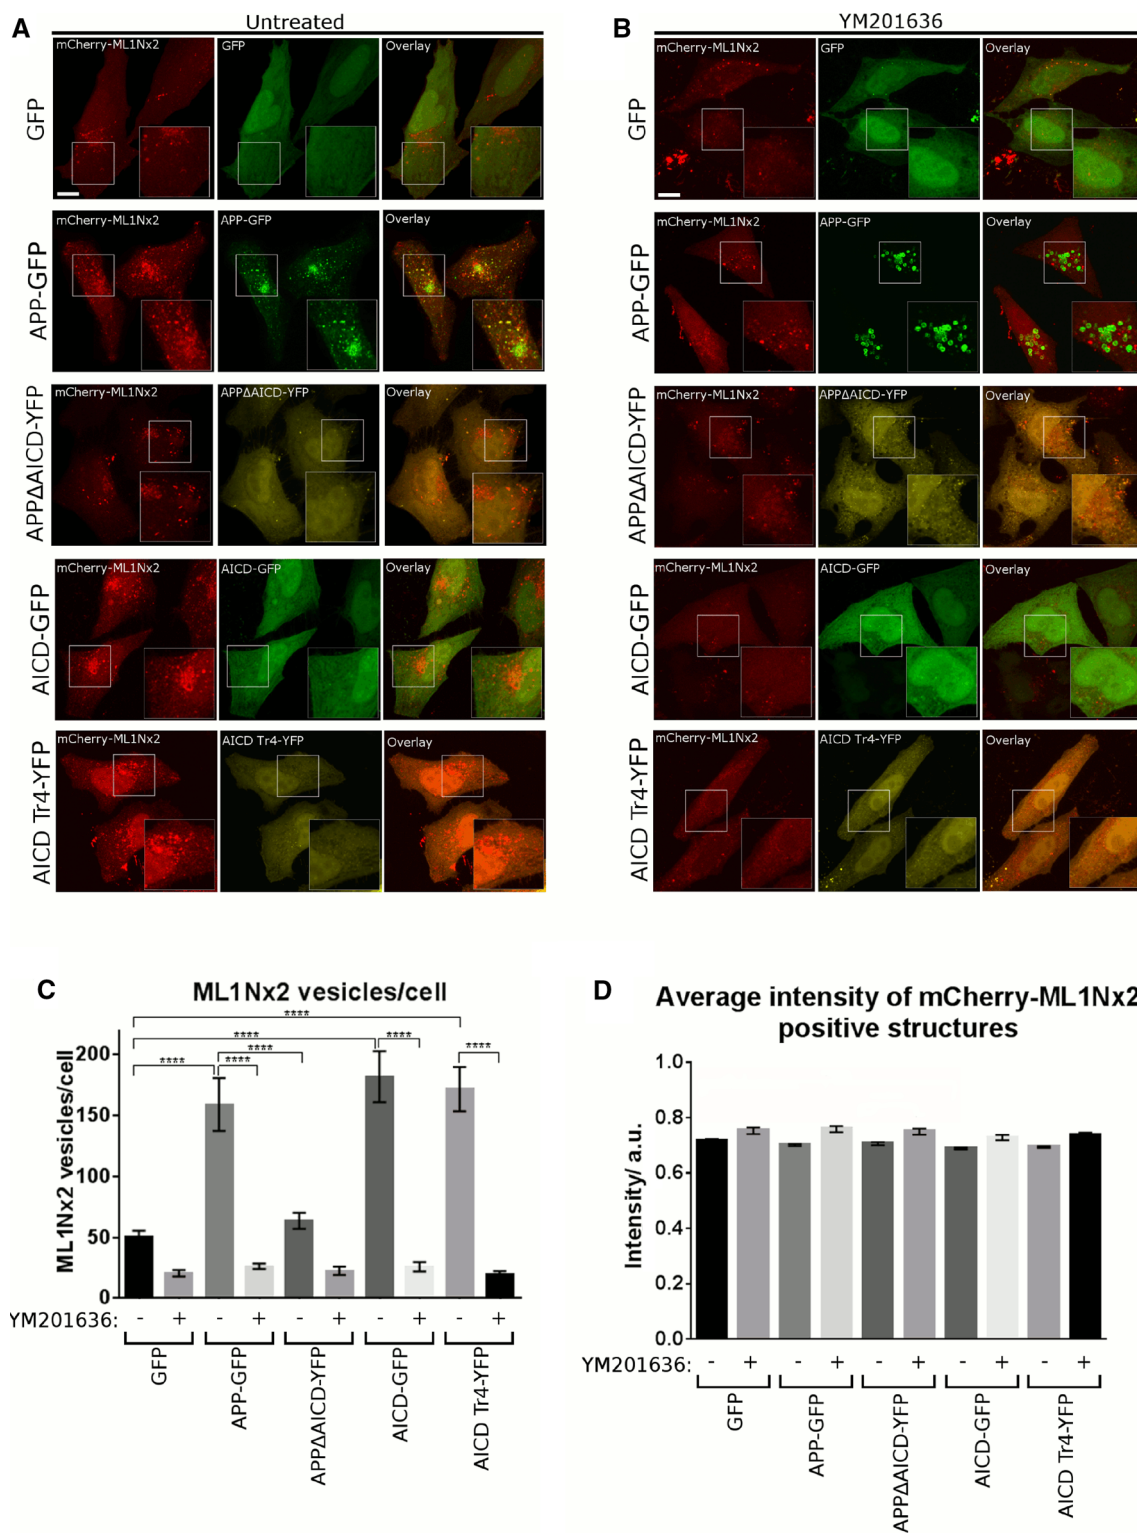 A
Untreated
GFP
mCherry-ML1Nx2
GFP
Overlay
APP-GFP
mCherry-ML1Nx2
APP-GFP
Overlay
APPΔAICD-YFP
mCherry-ML1Nx2
APPΔAICD-YFP
Overlay
AICD-GFP
mCherry-ML1Nx2
AICD-GFP
Overlay
AICD Tr4-YFP
mCherry-ML1Nx2
AICD Tr4-YFP
Overlay
B
YM201636
GFP
mCherry-ML1Nx2
GFP
Overlay
APP-GFP
mCherry-ML1Nx2
APP-GFP
Overlay
APPΔAICD-YFP
mCherry-ML1Nx2
APPΔAICD-YFP
Overlay
AICD-GFP
mCherry-ML1Nx2
AICD-GFP
Overlay
AICD Tr4-YFP
mCherry-ML1Nx2
AICD Tr4-YFP
Overlay
C
ML1Nx2 vesicles/cell
ML1Nx2 vesicles/cell
200
150
100
50
0
****
****
****
****
****
****
****
YM201636:
- + - + - + - + - +
GFP
APP-GFP
APPΔAICD-YFP
AICD-GFP
AICD Tr4-YFP
D
Average intensity of mCherry-ML1Nx2
positive structures
Intensity/ a.u.
1.0
0.8
0.6
0.4
0.2
0.0
YM201636:
- + - + - + - + - +
GFP
APP-GFP
APPΔAICD-YFP
AICD-GFP
AICD Tr4-YFP